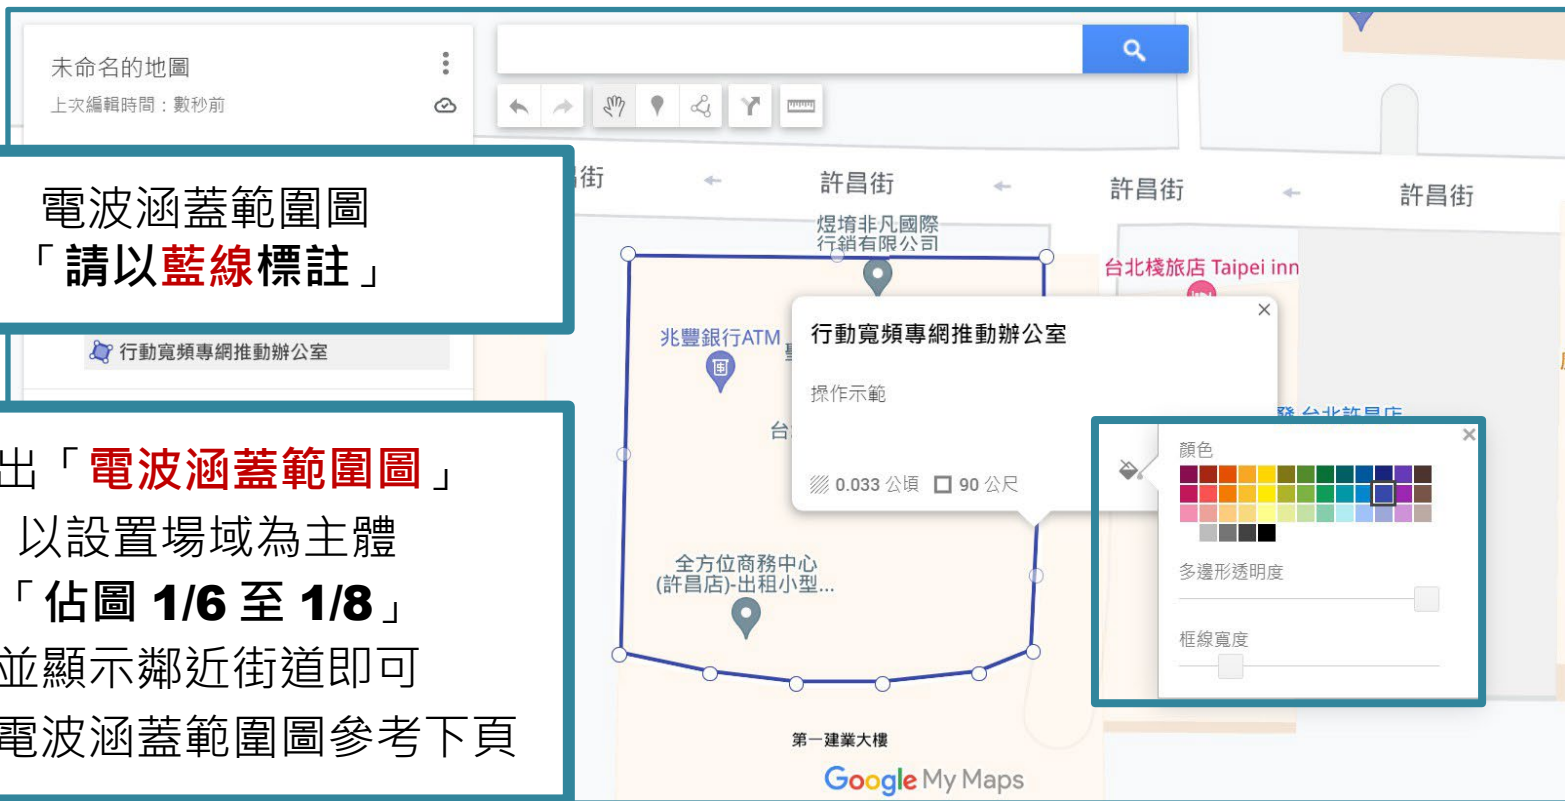 未命名的地圖
上次編輯時間：數秒前
電波涵蓋範圍圖
「請以藍線標註」
行動寬頻專網推動辦公室
出「電波涵蓋範圍圖」
以設置場域為主體
「佔圖 1/6 至 1/8」
並顯示鄰近街道即可
電波涵蓋範圍圖參考下頁
街
許昌街
許昌街
許昌街
煜堉非凡國際
行銷有限公司
台北棧旅店 Taipei inn
兆豐銀行ATM
行動寬頻專網推動辦公室
操作示範
台
0.033 公頃
90 公尺
台北許昌店
顏色
多邊形透明度
框線寬度
全方位商務中心
(許昌店)-出租小型...
第一建業大樓
Google My Maps